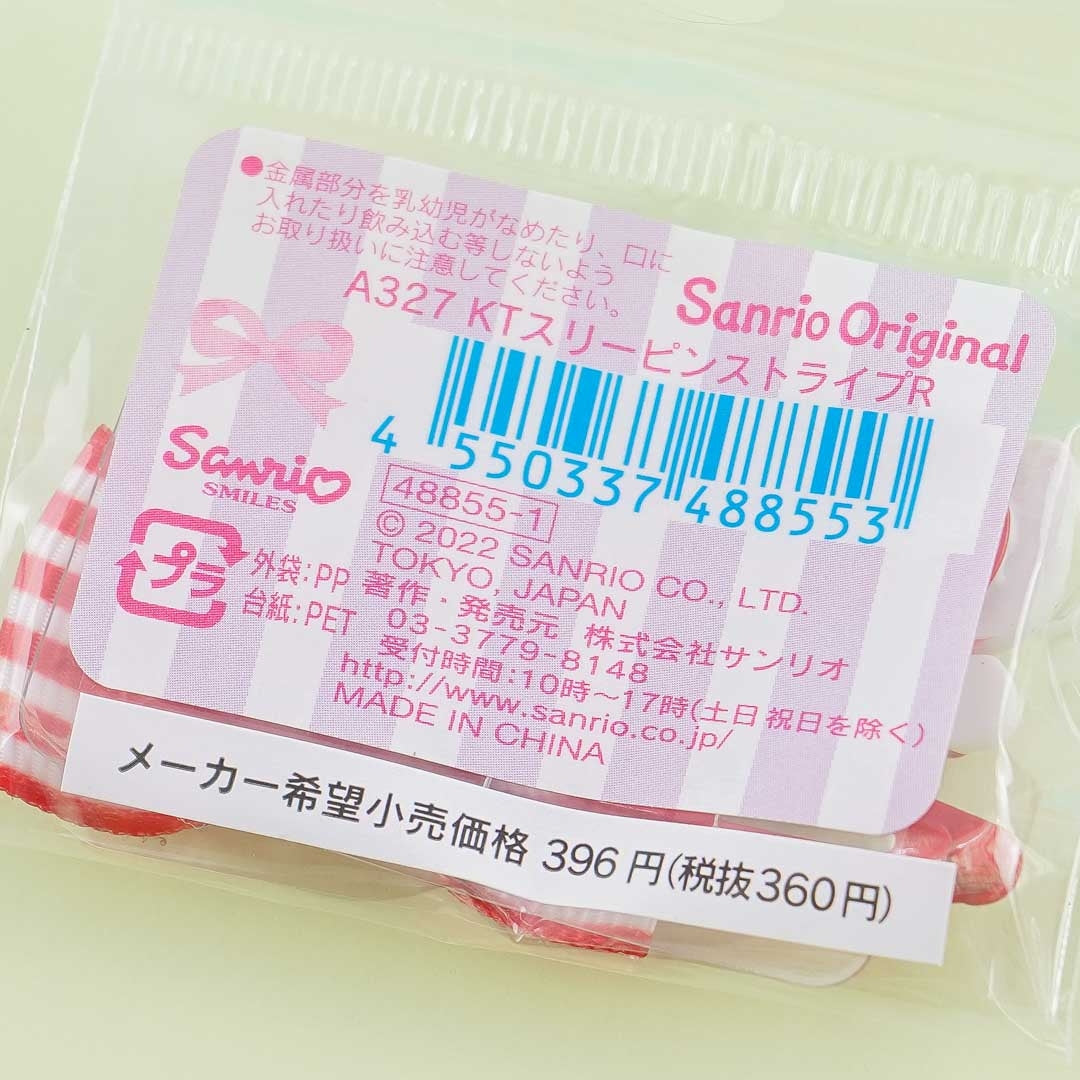 ●金属部分を乳幼児がなめたり、口に
入れたり飲み込む等しないよう
お取り扱いに注意してください。
Sanrio Original
A327 KTスリーピンストライプR
4 550337 488553
Sanrio
SMILES
48855-1
© 2022 SANRIO CO., LTD.
TOKYO, JAPAN
プラ
外袋:PP
台紙:PET
著作・発売元 株式会社サンリオ
03-3779-8148
受付時間:10時～17時(土日祝日を除く)
http://www.sanrio.co.jp/
MADE IN CHINA
メーカー希望小売価格 396円(税抜360円)